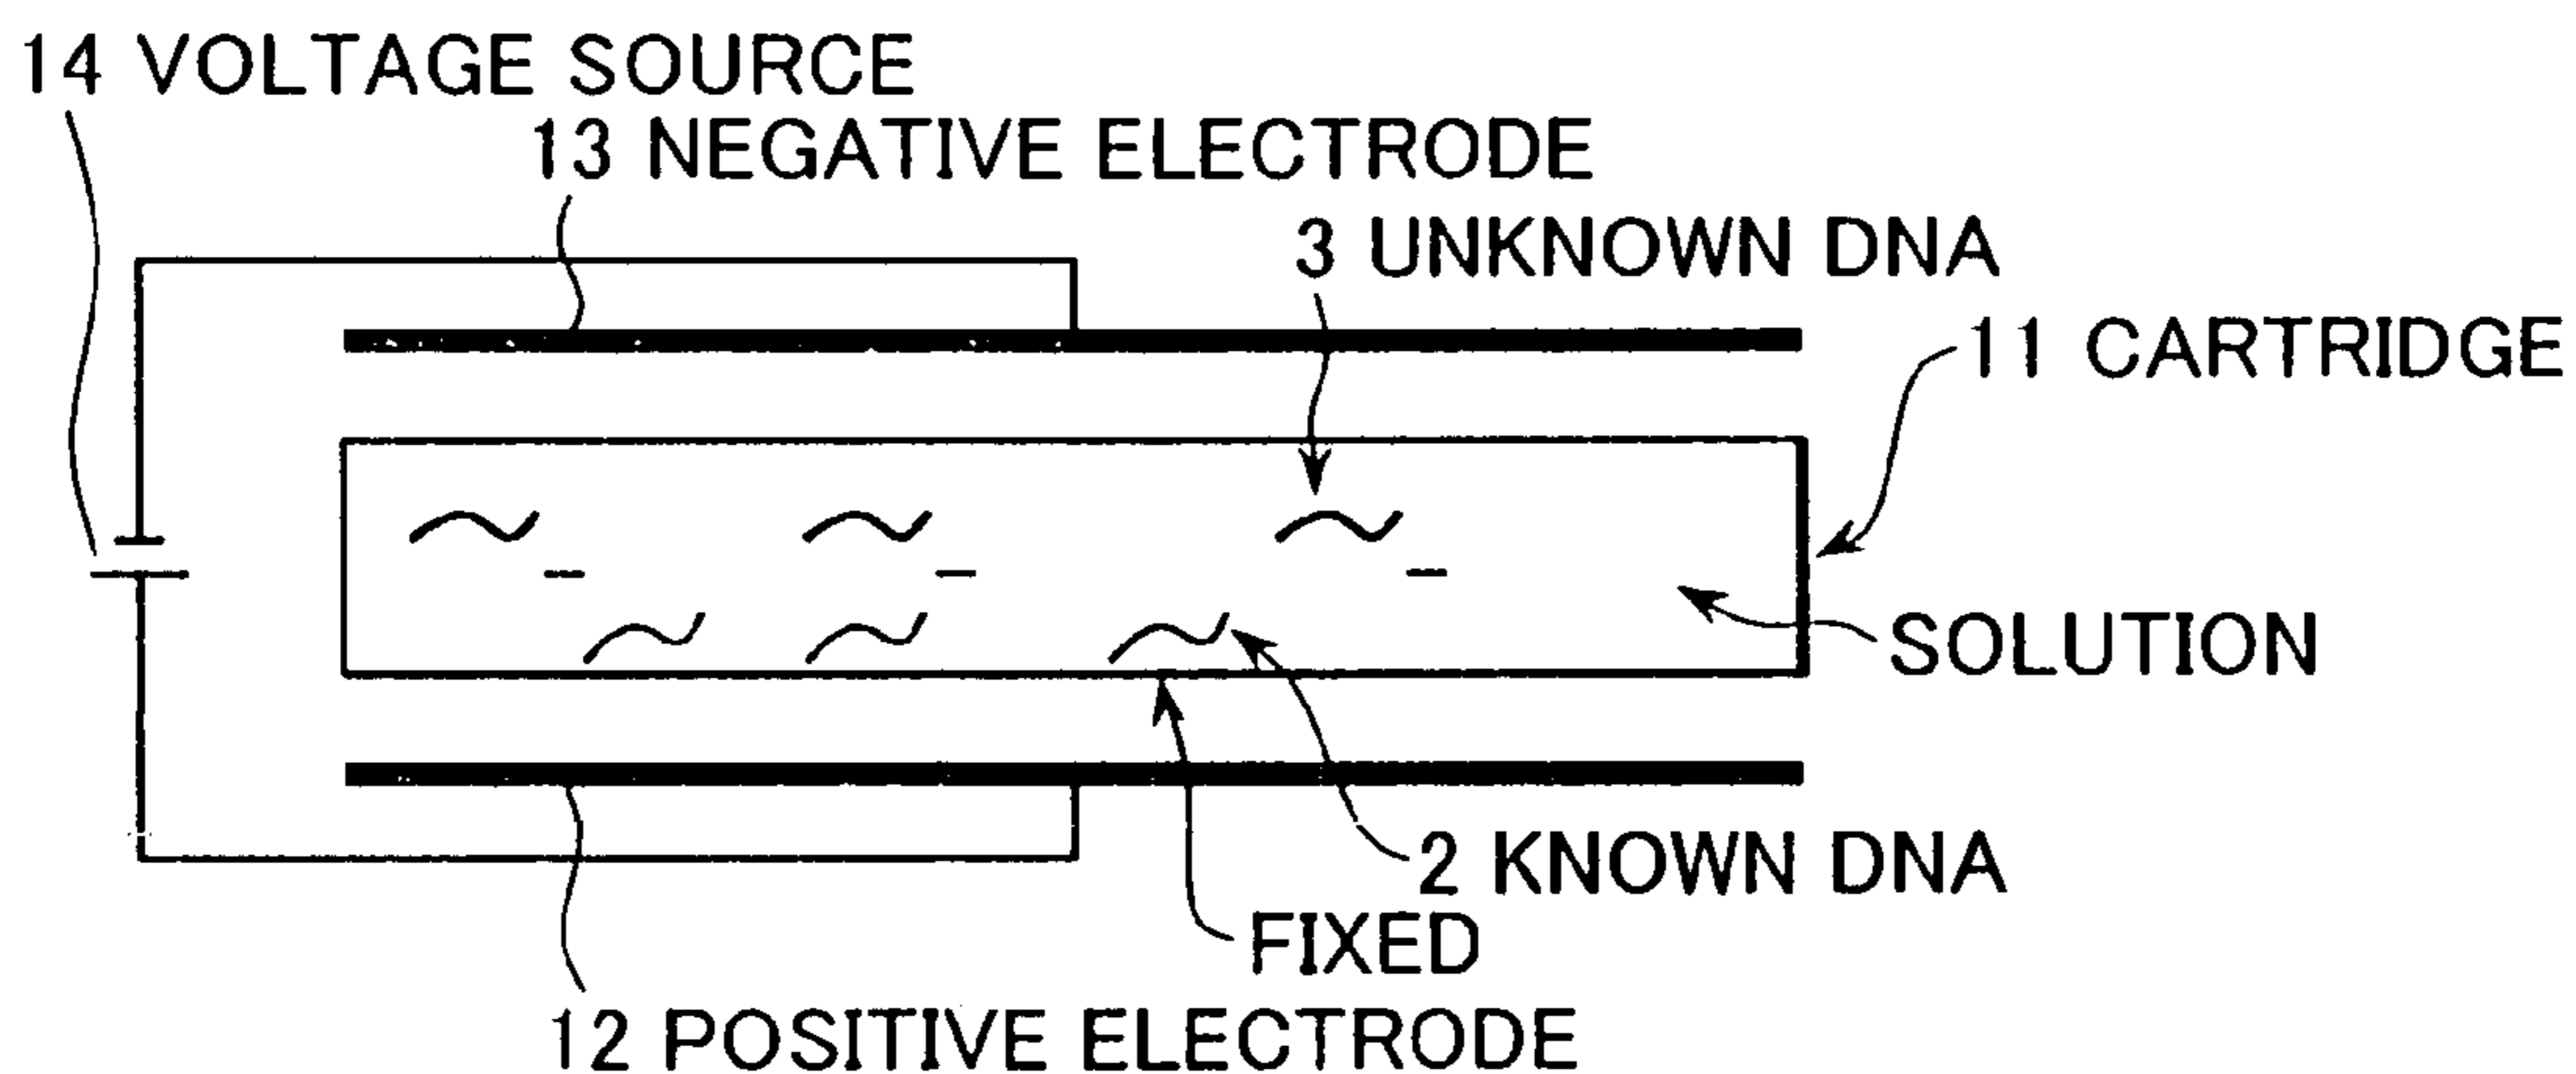 14 VOLTAGE SOURCE
13 NEGATIVE ELECTRODE
3 UNKNOWN DNA
11 CARTRIDGE
SOLUTION
2 KNOWN DNA
FIXED
12 POSITIVE ELECTRODE